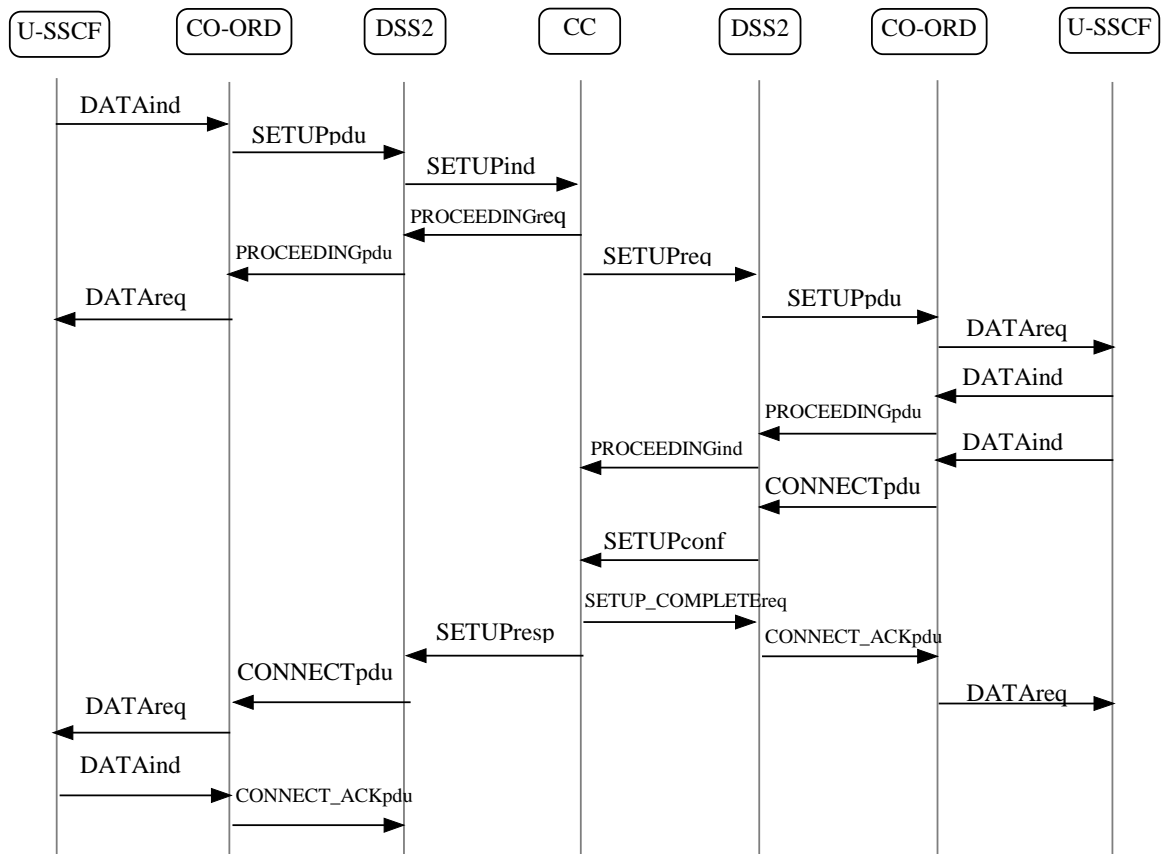 U-SSCF
CO-ORD
DSS2
CC
DSS2
CO-ORD
U-SSCF
DATAind
SETUPpdu
SETUPind
PROCEEDINGreq
PROCEEDINGpdu
SETUPreq
DATAreq
SETUPpdu
DATAreq
DATAind
PROCEEDINGpdu
DATAind
PROCEEDINGind
CONNECTpdu
SETUPconf
SETUP_COMPLETEreq
SETUPresp
CONNECT_ACKpdu
CONNECTpdu
DATAreq
DATAreq
DATAind
CONNECT_ACKpdu